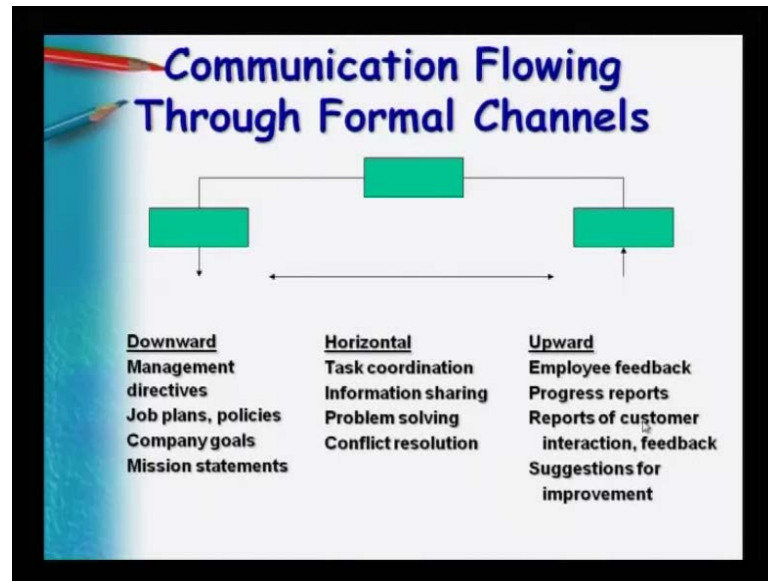 Communication Flowing
Through Formal Channels
Downward
Management
directives
Job plans, policies
Company goals
Mission statements
Horizontal
Task coordination
Information sharing
Problem solving
Conflict resolution
Upward
Employee feedback
Progress reports
Reports of customer
interaction, feedback
Suggestions for
improvement